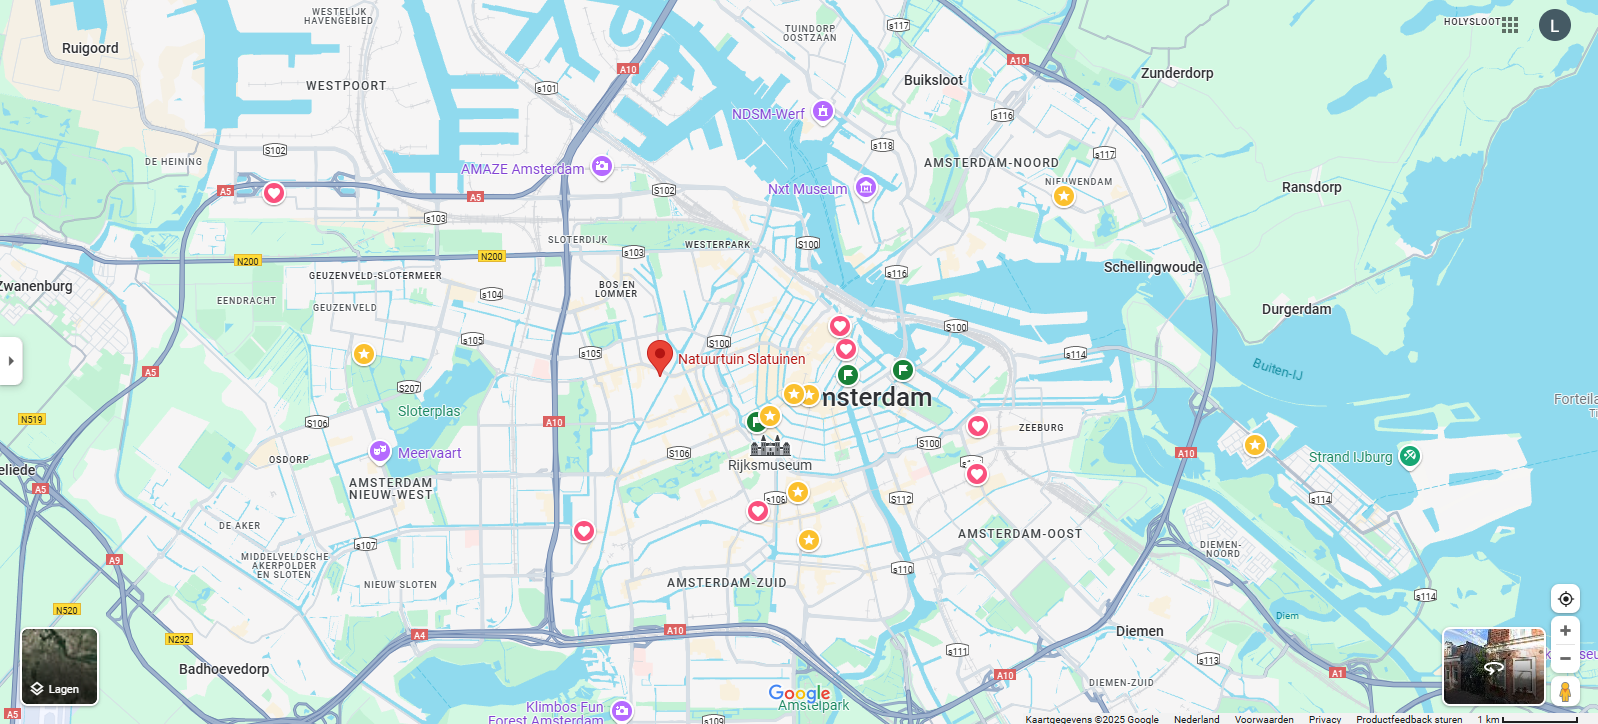 WESTELIJK
HAVENGEBIED
s117
TUINDORP
OOSTZAAN
HOLYSLOOT
L
Ruigoord
A10
A10
Buiksloot
Zunderdorp
WESTPOORT
s101
NDSM-Werf
s116
s118
S102
DE HEINING
AMSTERDAM-NOORD
s117
AMAZE Amsterdam
NIEUWENDAM
A5
A5
S102
Nxt Museum
Ransdorp
s103
SLOTERDIJK
WESTERPARK
S100
s103
N200
N200
GEUZENVELD-SLOTERMEER
s116
Schellingwoude
Zwanenburg
BOS EN
LOMMER
EENDRACHT
s104
GEUZENVELD
Durgerdam
S100
s105
S100
s105
s114
Natuurtuin Slatuinen
A5
Buiten-IJ
S207
msterdam
Sloterplas
N519
s106
A10
ZEEBURG
S100
Meervaart
S106
A10
OSDORP
Rijksmuseum
Strand IJburg
AMSTERDAM
NIEUW-WEST
A5
s106
S112
s114
DE AKER
AMSTERDAM-OOST
s107
DIEMEN-
NOORD
MIDDELVELDSCHE
AKERPOLDER
EN SLOTEN
A9
s110
NIEUW SLOTEN
AMSTERDAM-ZUID
s114
N520
Diem
A4
A10
N232
Diemen
s111
s113
Badhoevedorp
A10
A1
DIEMEN-ZUID
Lagen
Google
Amstelpark
Klimbos Fun
Forest Amsterdam
A5
s109
Kaartgegevens ©2025 Google
Nederland
Voorwaarden
Privacy
Productfeedback sturen
1 km